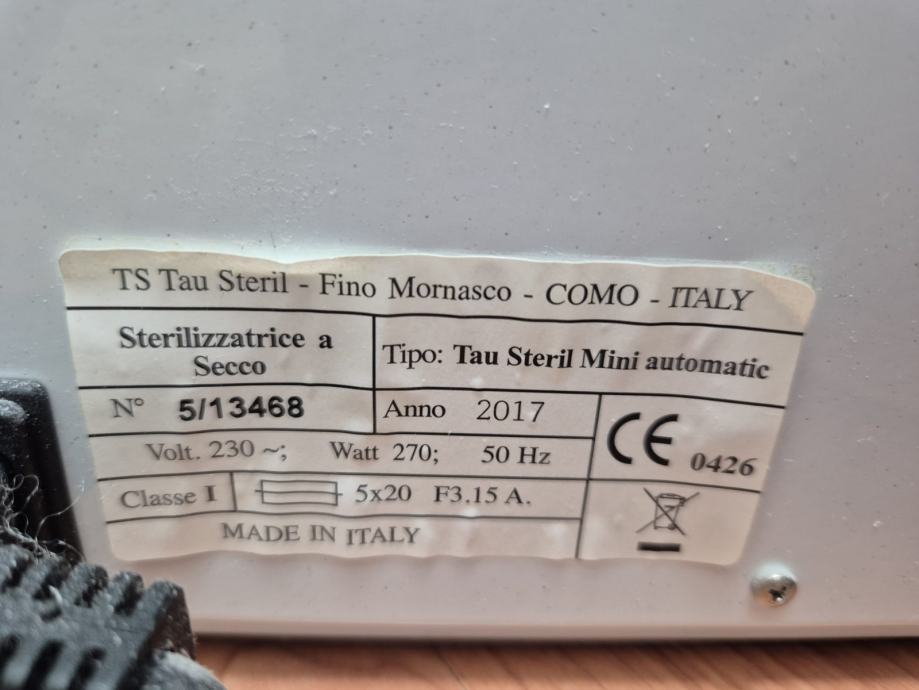 TS Tau Steril - Fino Mornasco - COMO - ITALY
Sterilizzatrice a
Secco
Tipo: Tau Steril Mini automatic
N° 5/13468
Anno 2017
Volt. 230 ~; Watt 270; 50 Hz
CE 0426
Classe I 5x20 F3.15 A.
MADE IN ITALY